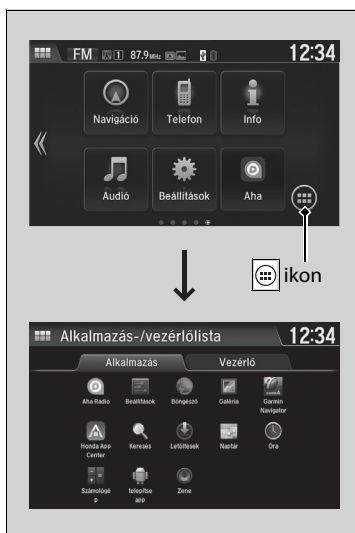 FM 1 87.9MHz 12:34
Navigáció Telefon Info
Audió Beállítások Aha
ikon
Alkalmazás-/vezérlőlista 12:34
Alkalmazás Vezérlő
Aha Radio Beállítások Böngésző Galéria Garmin
Navigator
Honda App Keresés Letöltések Naptár Óra
Center
Számológé telepítse Zene
p app